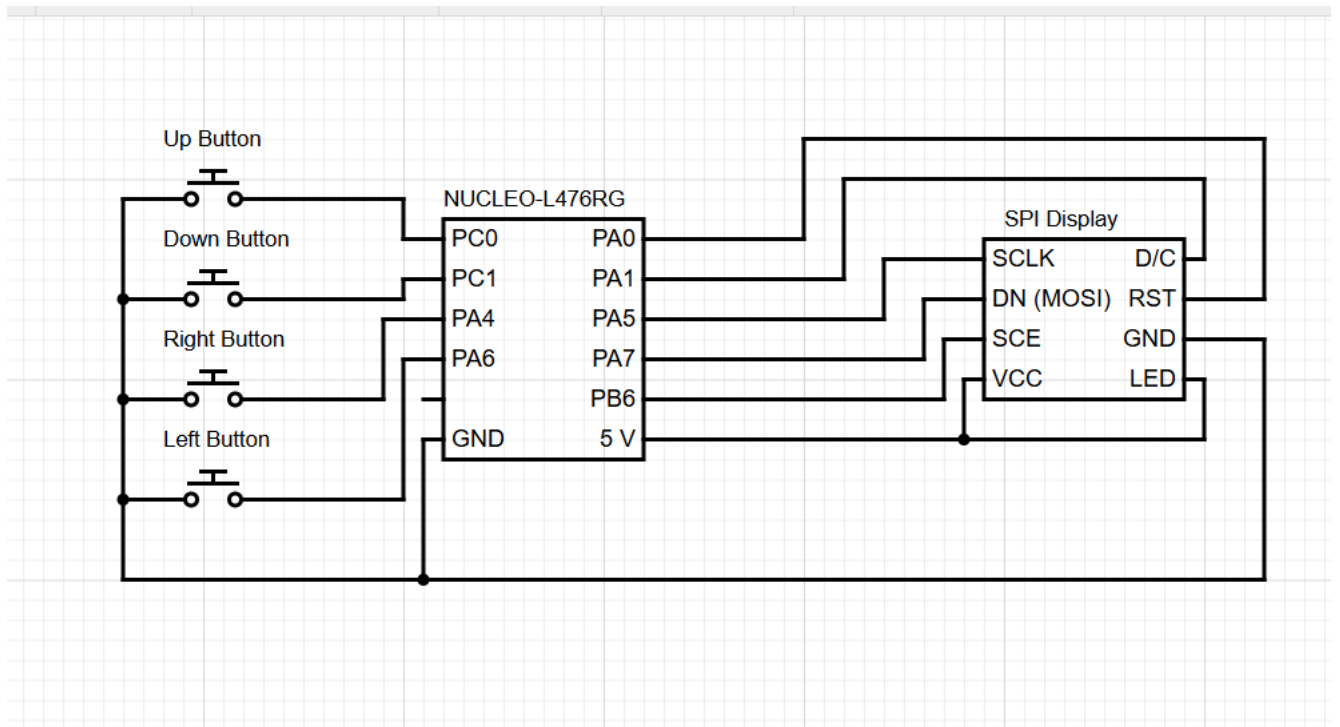 Up Button
Down Button
Right Button
Left Button
NUCLEO-L476RG
PC0 PA0
PC1 PA1
PA4 PA5
PA6 PA7
PB6
GND 5 V
SPI Display
SCLK D/C
DN (MOSI) RST
SCE GND
VCC LED